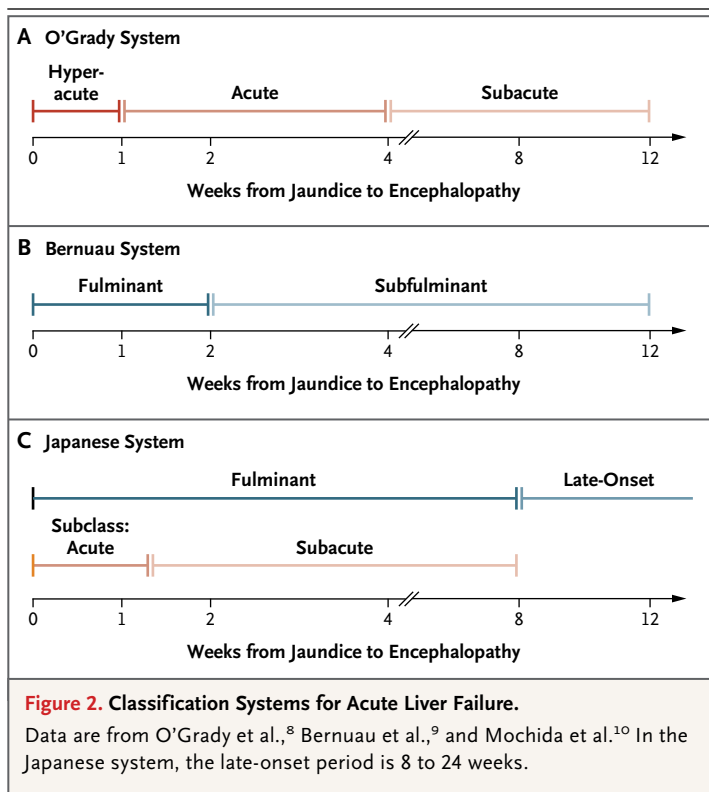 A O'Grady System
Hyper-
acute
Acute
Subacute
0 1 2 4 8 12
Weeks from Jaundice to Encephalopathy
B Bernuau System
Fulminant
Subfulminant
0 1 2 4 8 12
Weeks from Jaundice to Encephalopathy
C Japanese System
Fulminant
Late-Onset
Subclass:
Acute
Subacute
0 1 2 4 8 12
Weeks from Jaundice to Encephalopathy
Figure 2. Classification Systems for Acute Liver Failure.
Data are from O'Grady et al.,⁸ Bernuau et al.,⁹ and Mochida et al.¹⁰ In the
Japanese system, the late-onset period is 8 to 24 weeks.